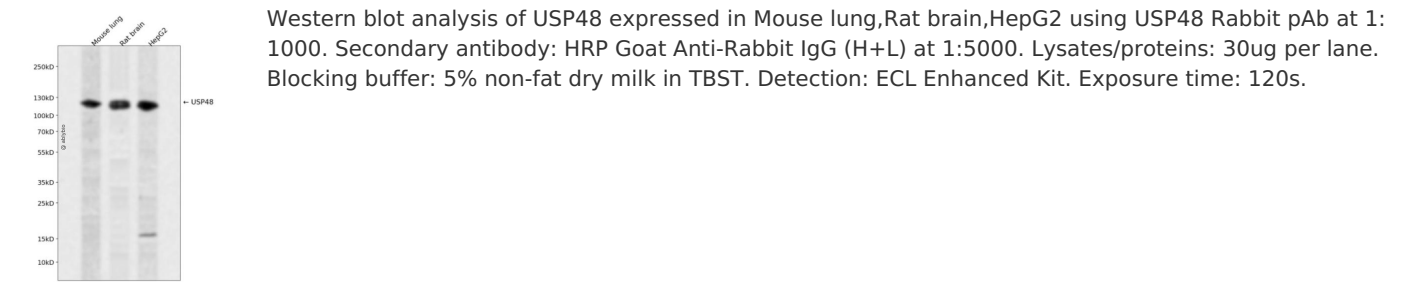 Mouse lung
Rat brain
HepG2
250kD
130kD
100kD
70kD
55kD
35kD
25kD
15kD
10kD
← USP48
Western blot analysis of USP48 expressed in Mouse lung,Rat brain,HepG2 using USP48 Rabbit pAb at 1:
1000. Secondary antibody: HRP Goat Anti-Rabbit IgG (H+L) at 1:5000. Lysates/proteins: 30ug per lane.
Blocking buffer: 5% non-fat dry milk in TBST. Detection: ECL Enhanced Kit. Exposure time: 120s.